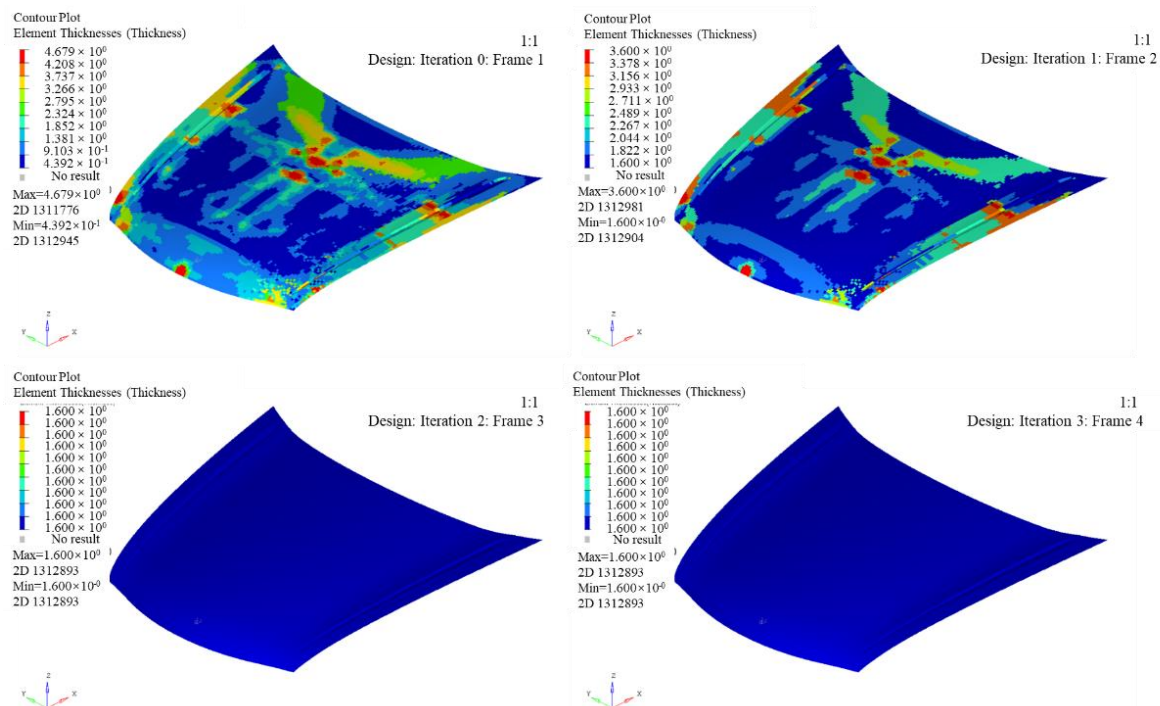 Contour Plot
Element Thicknesses (Thickness)
1:1
Design: Iteration 0: Frame 1
4.679 × 10⁰
4.208 × 10⁰
3.737 × 10⁰
3.266 × 10⁰
2.795 × 10⁰
2.324 × 10⁰
1.852 × 10⁰
1.381 × 10⁰
9.103 × 10⁻¹
4.392 × 10⁻¹
No result
Max=4.679 × 10⁰
2D 1311776
Min=4.392 × 10⁻¹
2D 1312945
Z
Y
X
Contour Plot
Element Thicknesses (Thickness)
1:1
Design: Iteration 1: Frame 2
3.600 × 10⁰
3.378 × 10⁰
3.156 × 10⁰
2.933 × 10⁰
2.711 × 10⁰
2.489 × 10⁰
2.267 × 10⁰
2.044 × 10⁰
1.822 × 10⁰
1.600 × 10⁰
No result
Max=3.600 × 10⁰
2D 1312981
Min=1.600 × 10⁻⁰
2D 1312904
Z
Y
X
Contour Plot
Element Thicknesses (Thickness)
1:1
Design: Iteration 2: Frame 3
1.600 × 10⁰
1.600 × 10⁰
1.600 × 10⁰
1.600 × 10⁰
1.600 × 10⁰
1.600 × 10⁰
1.600 × 10⁰
1.600 × 10⁰
1.600 × 10⁰
1.600 × 10⁰
No result
Max=1.600×10⁰
2D 1312893
Min=1.600×10⁻⁰
2D 1312893
Z
Y
X
Contour Plot
Element Thicknesses (Thickness)
1:1
Design: Iteration 3: Frame 4
1.600 × 10⁰
1.600 × 10⁰
1.600 × 10⁰
1.600 × 10⁰
1.600 × 10⁰
1.600 × 10⁰
1.600 × 10⁰
1.600 × 10⁰
1.600 × 10⁰
1.600 × 10⁰
No result
Max=1.600×10⁰
2D 1312893
Min=1.600×10⁻⁰
2D 1312893
Z
Y
X